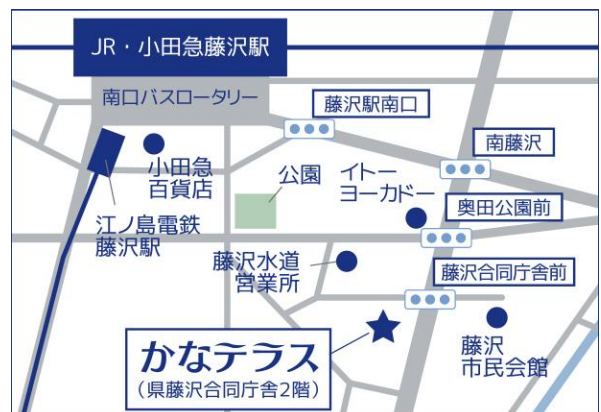 JR・小田急藤沢駅
南口バスロータリー
藤沢駅南口
南藤沢
小田急
百貨店
公園
イトー
ヨーカドー
奥田公園前
江ノ島電鉄
藤沢駅
藤沢水道
営業所
藤沢合同庁舎前
かなテラス
(県藤沢合同庁舎2階)
藤沢
市民会館